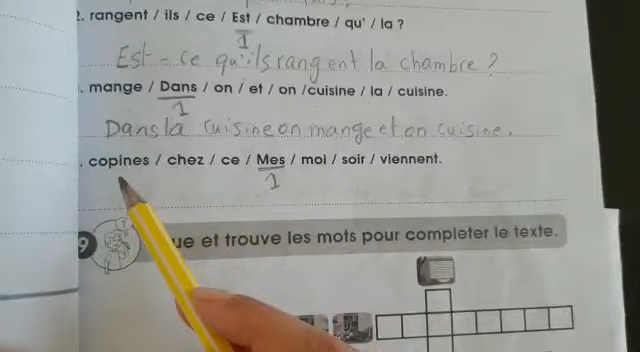 2. rangent / ils / ce / Est / chambre / qu' / la ?
1
Est-ce qu'ils rangent la chambre ?
. mange / Dans / on / et / on /cuisine / la / cuisine.
1
Dans la cuisine on mange et on cuisine.
. copines / chez / ce / Mes / moi / soir / viennent.
1
9 ue et trouve les mots pour completer le texte.